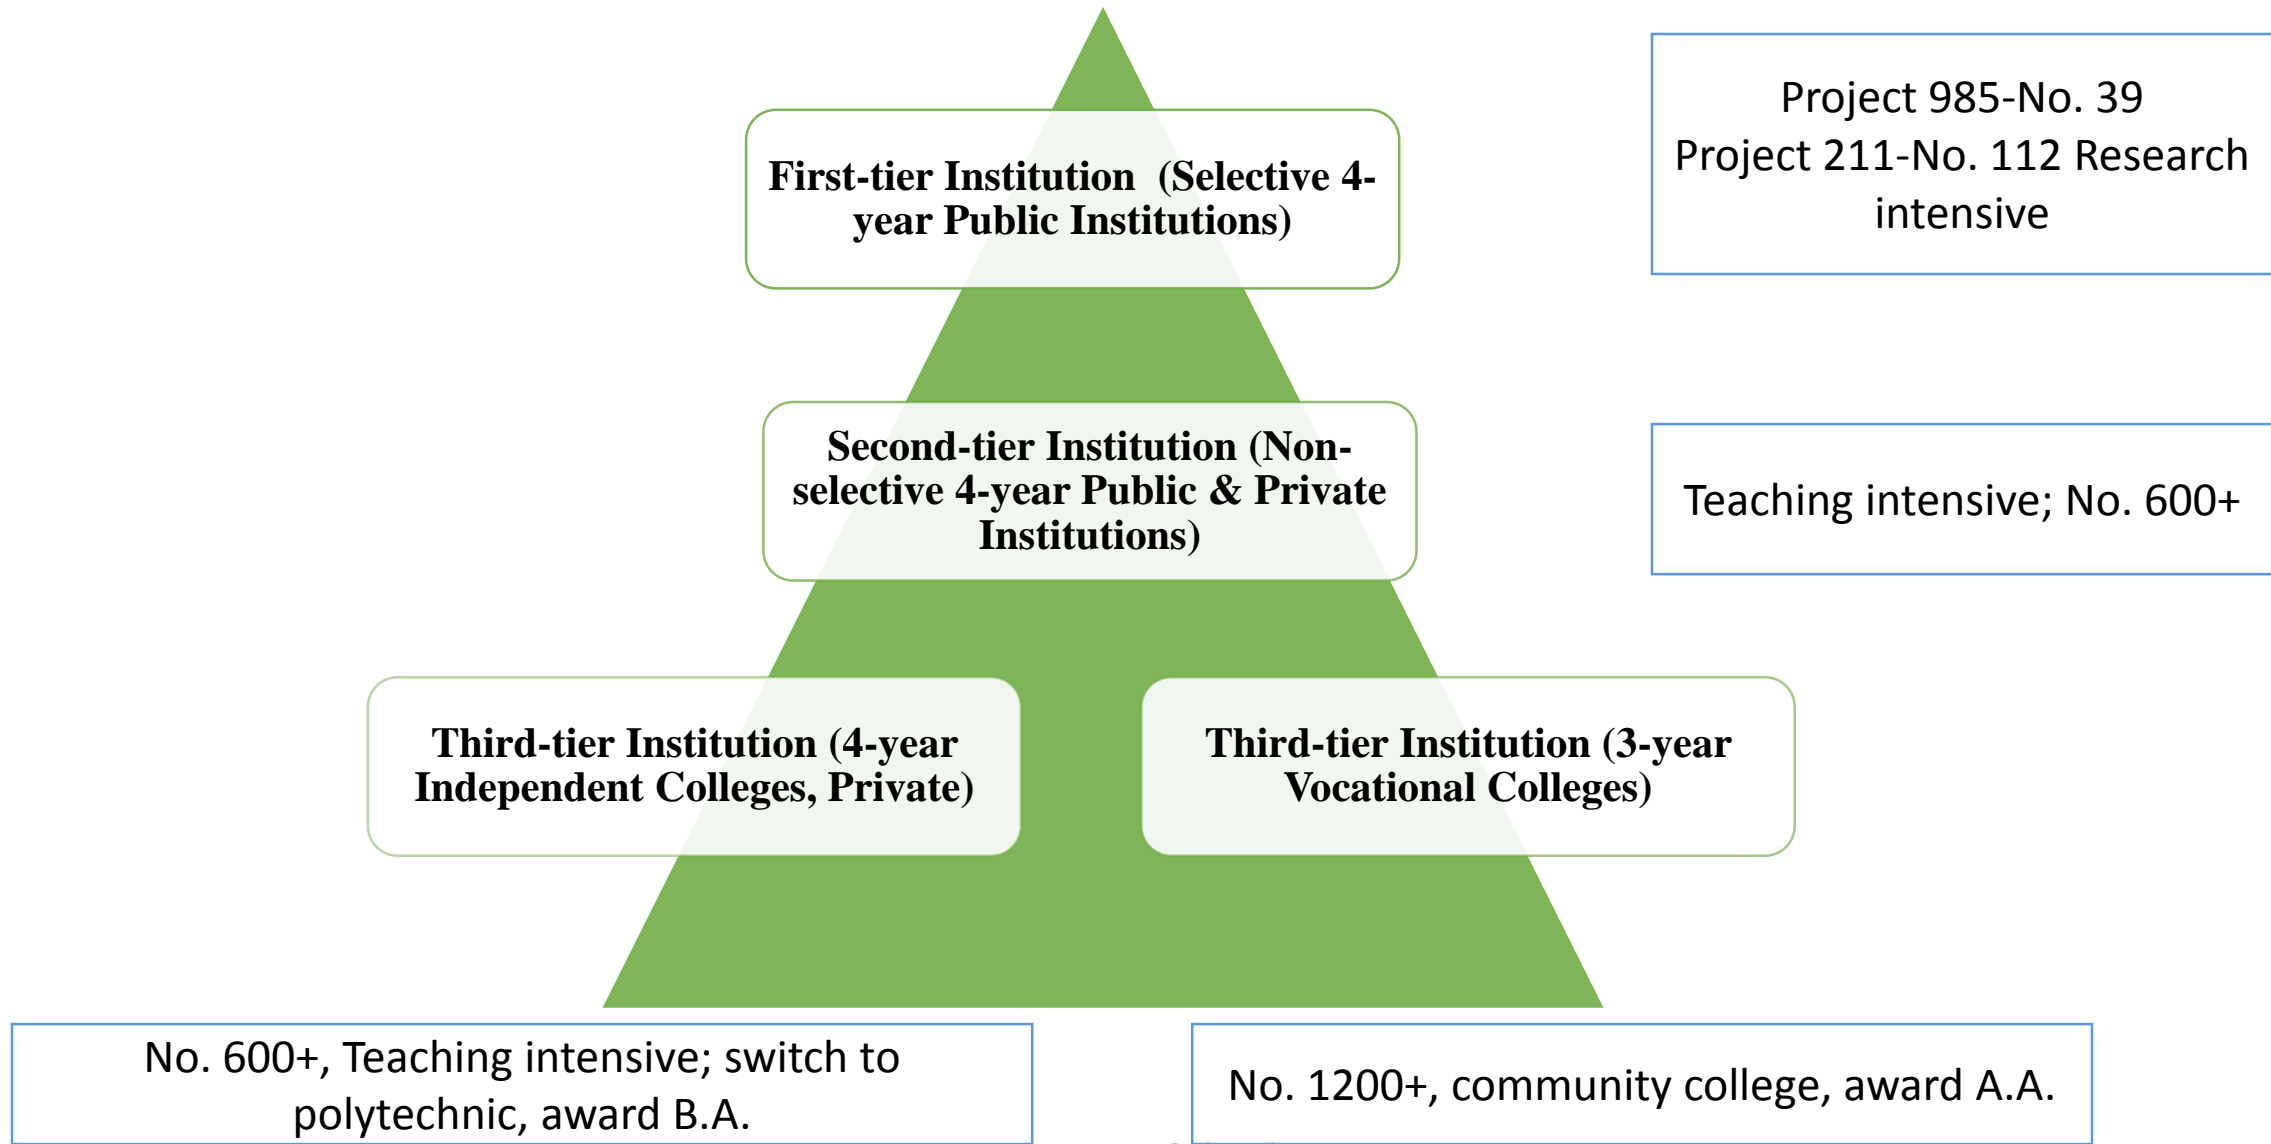 Project 985-No. 39
Project 211-No. 112 Research
intensive
First-tier Institution (Selective 4-
year Public Institutions)
Second-tier Institution (Non-
selective 4-year Public & Private
Institutions)
Teaching intensive; No. 600+
Third-tier Institution (4-year
Independent Colleges, Private)
Third-tier Institution (3-year
Vocational Colleges)
No. 600+, Teaching intensive; switch to
polytechnic, award B.A.
No. 1200+, community college, award A.A.